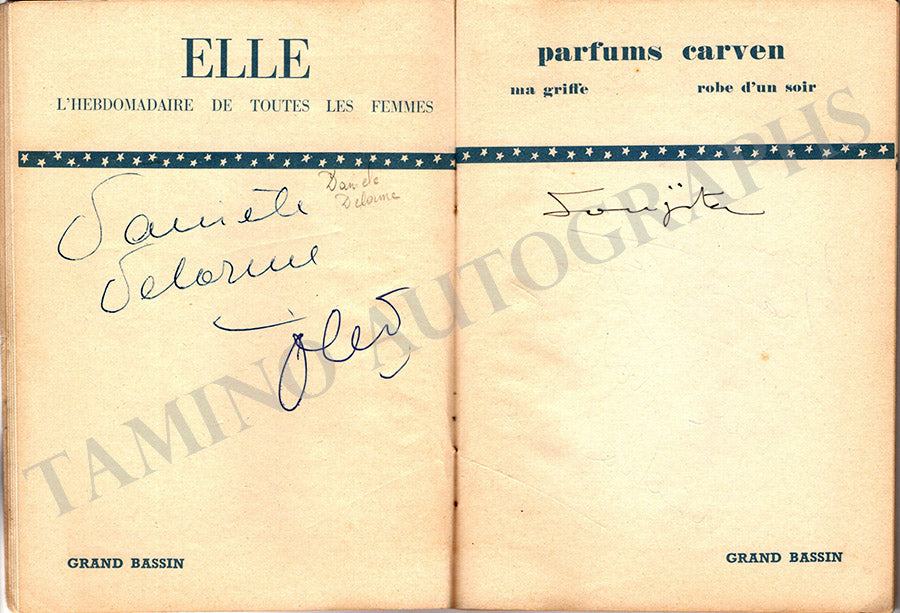 ELLE
L'HEBDOMADAIRE DE TOUTES LES FEMMES
Danièle
Delorme
Danièle
Delorme
GRAND BASSIN
parfums carven
ma griffe robe d'un soir
Foujita
GRAND BASSIN
TAMINO AUTOGRAPHS